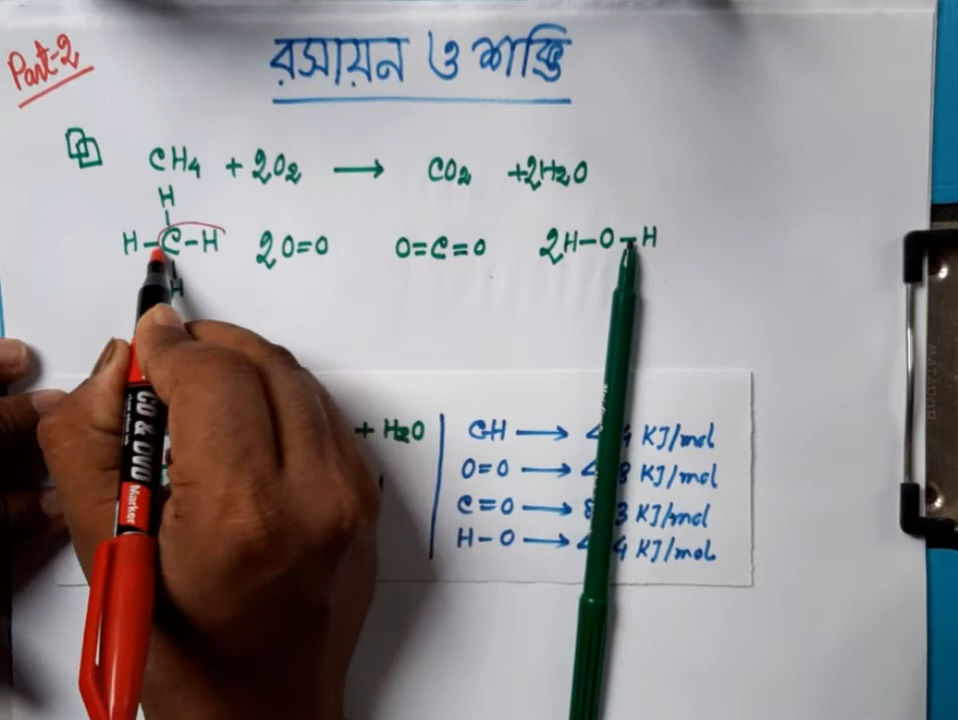 Part-2
রসায়ন ও শক্তি
CH4 + 2O2 → CO2 +2H2O
H
H-C-H 2O=O O=C=O 2H-O-H
H
+ H2O
CH → KJ/mol
O=O → KJ/mol
C=O → KJ/mol
H-O → KJ/mol
CD & DVD
Marker